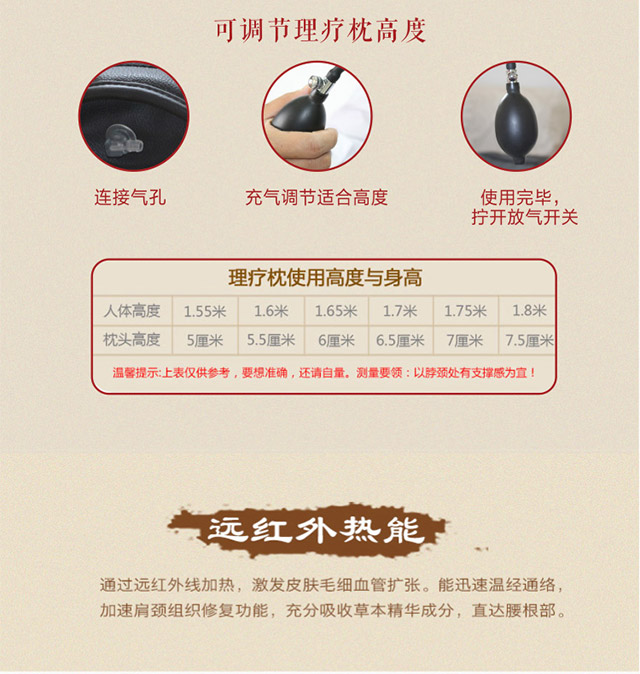 可调节理疗枕高度
连接气孔
充气调节适合高度
使用完毕，
拧开放气开关
理疗枕使用高度与身高
人体高度 1.55米 1.6米 1.65米 1.7米 1.75米 1.8米
枕头高度 5厘米 5.5厘米 6厘米 6.5厘米 7厘米 7.5厘米
温馨提示:上表仅供参考，要想准确，还请自量。测量要领：以脖颈处有支撑感为宜！
远红外热能
通过远红外线加热，激发皮肤毛细血管扩张。能迅速温经通络，
加速肩颈组织修复功能，充分吸收草本精华成分，直达腰根部。